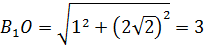 B₁O = √(1² + (2√2)²) = 3